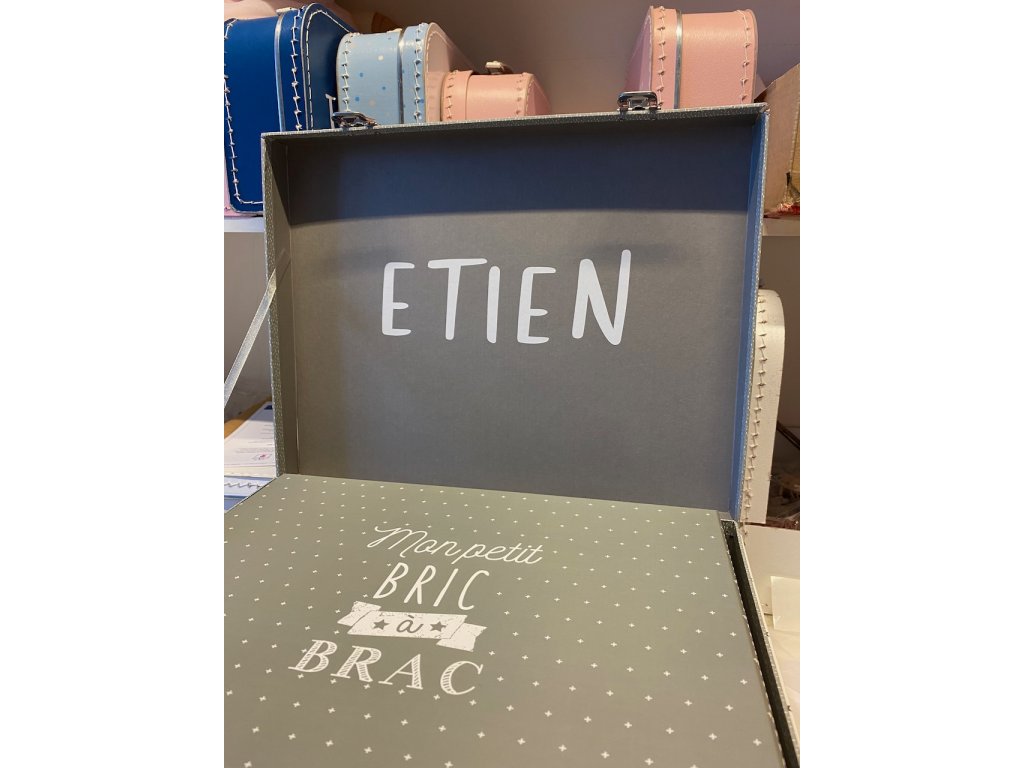 ETIEN
Mon petit
BRIC
à
BRAC